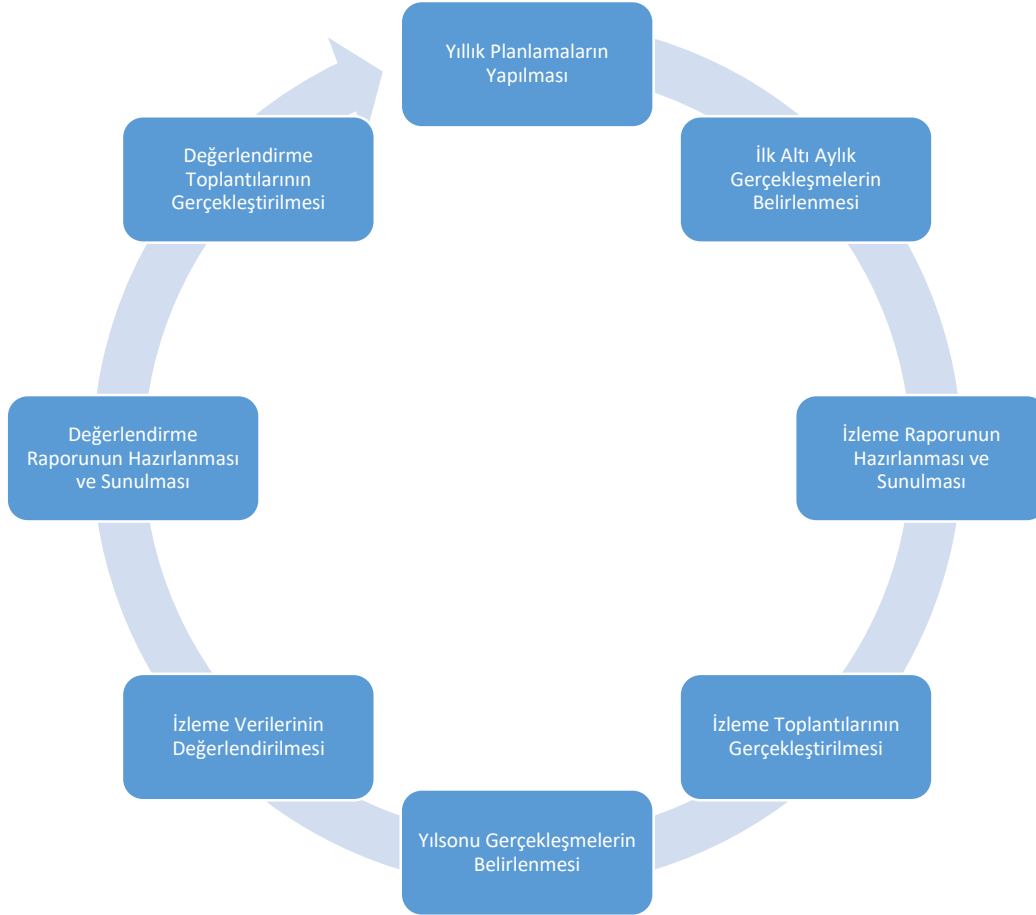 Yıllık Planlamaların
Yapılması
İlk Altı Aylık
Gerçekleşmelerin
Belirlenmesi
İzleme Raporunun
Hazırlanması ve
Sunulması
İzleme Toplantılarının
Gerçekleştirilmesi
Yılsonu Gerçekleşmelerin
Belirlenmesi
İzleme Verilerinin
Değerlendirilmesi
Değerlendirme
Raporunun Hazırlanması
ve Sunulması
Değerlendirme
Toplantılarının
Gerçekleştirilmesi